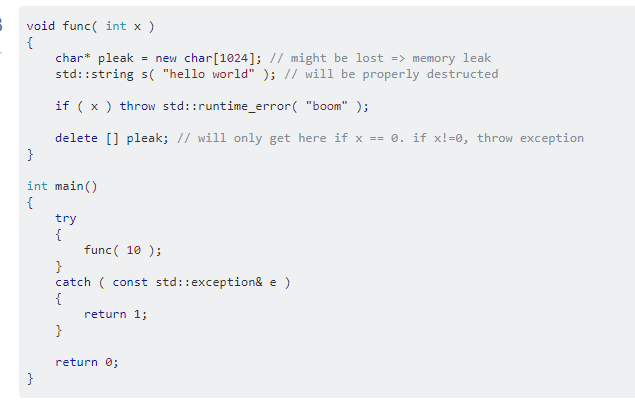 void func( int x )
{
    char* pleak = new char[1024]; // might be lost => memory leak
    std::string s( "hello world" ); // will be properly destructed

    if ( x ) throw std::runtime_error( "boom" );

    delete [] pleak; // will only get here if x == 0. if x!=0, throw exception
}

int main()
{
    try
    {
        func( 10 );
    }
    catch ( const std::exception& e )
    {
        return 1;
    }

    return 0;
}